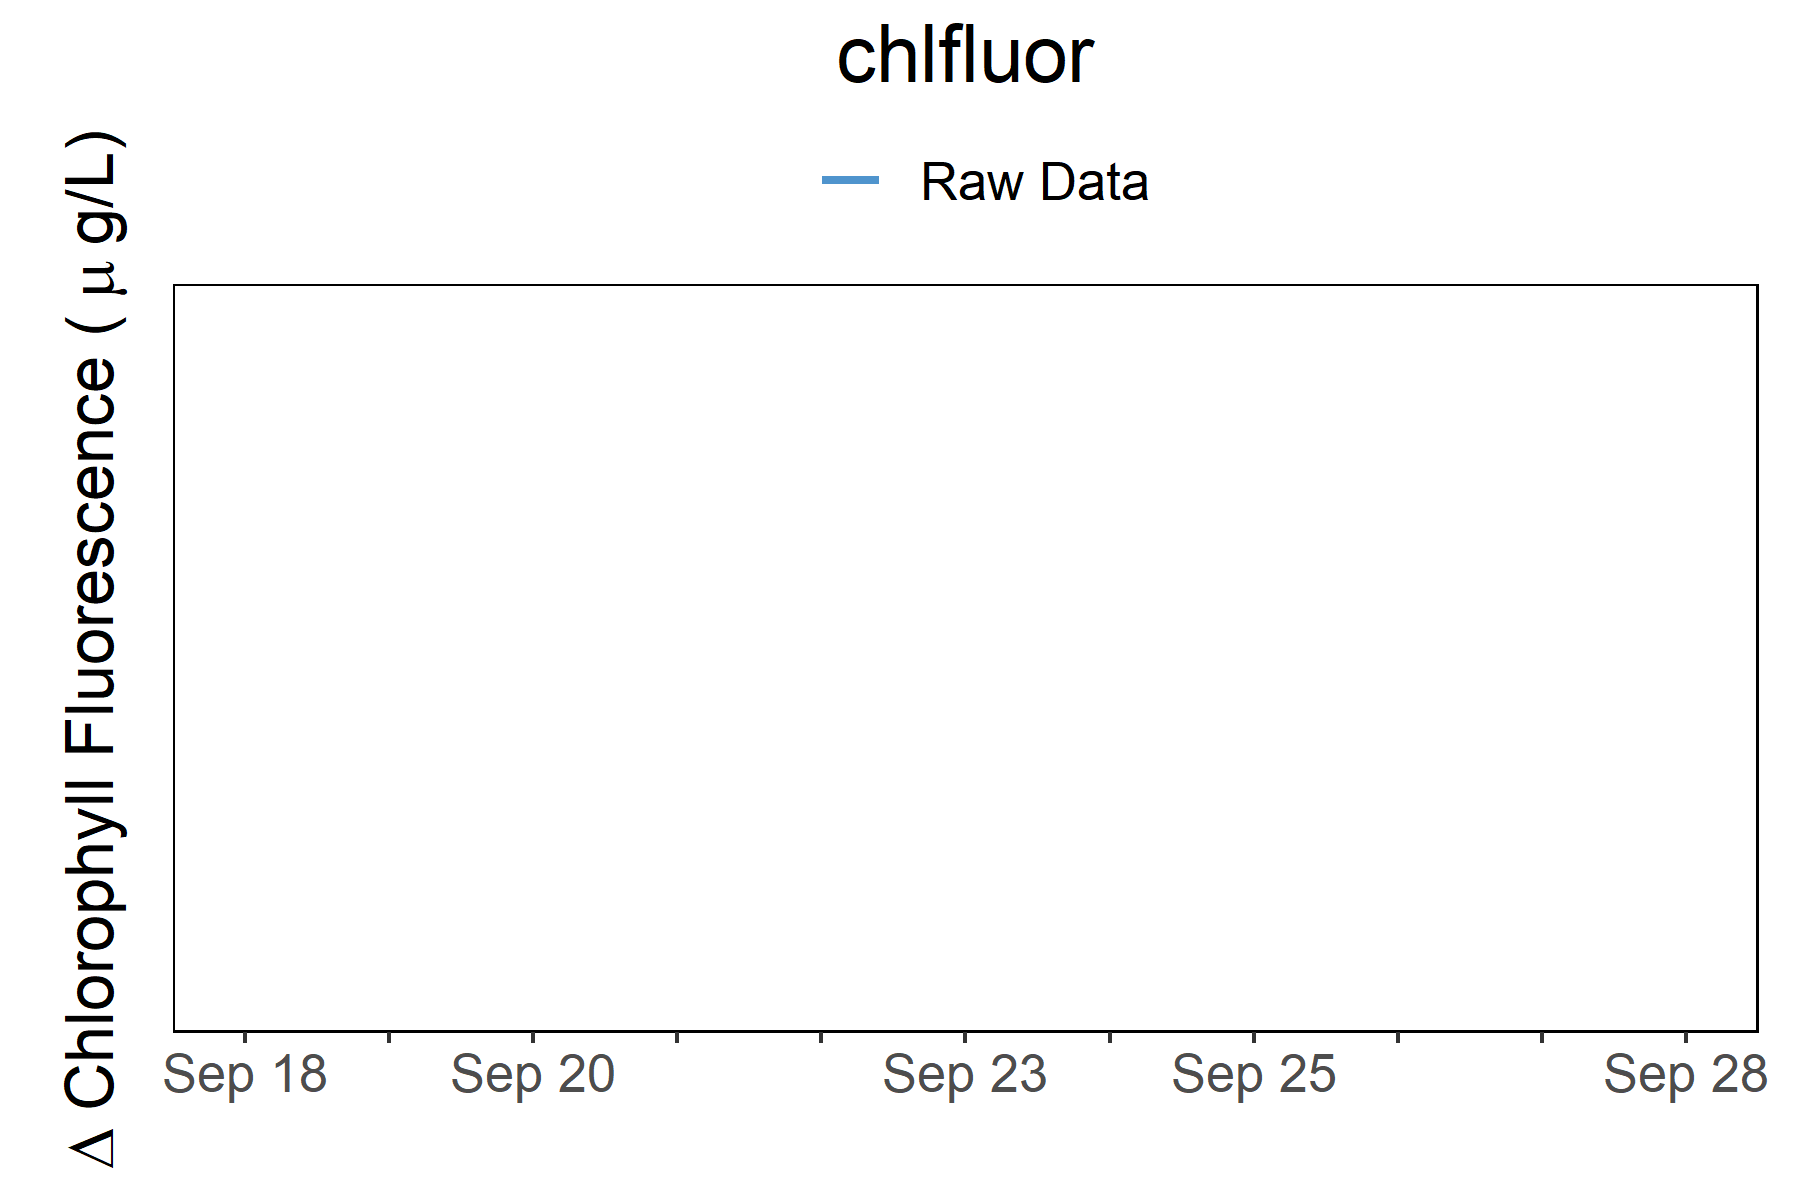 chlfluor
Raw Data
Δ Chlorophyll Fluorescence ( μ g/L)
Sep 18 Sep 20 Sep 23 Sep 25 Sep 28